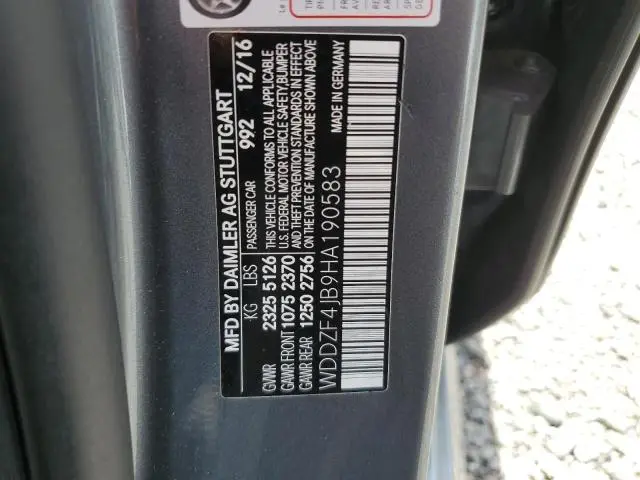 MFD BY DAIMLER AG STUTTGART
992 12/16
KG LBS PASSENGER CAR
GVWR 2325 5126 THIS VEHICLE CONFORMS TO ALL APPLICABLE
GAWR FRONT 1075 2370 U.S. FEDERAL MOTOR VEHICLE SAFETY, BUMPER
GAWR REAR 1250 2756 AND THEFT PREVENTION STANDARDS IN EFFECT
ON THE DATE OF MANUFACTURE SHOWN ABOVE
WDDZF4JB9HA190583 MADE IN GERMANY